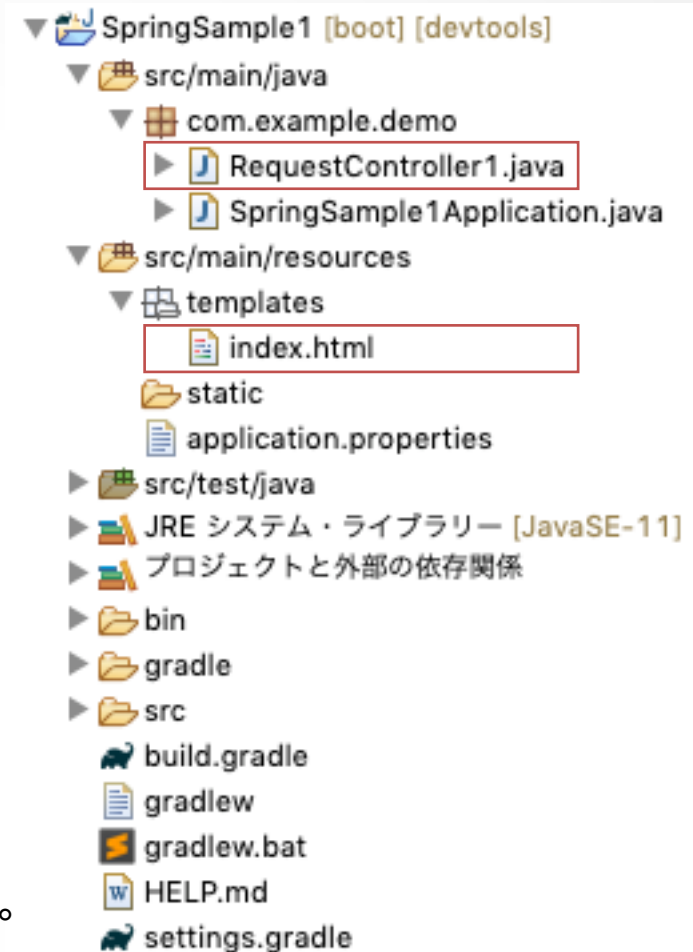 SpringSample1 [boot] [devtools]
src/main/java
com.example.demo
RequestController1.java
SpringSample1Application.java
src/main/resources
templates
index.html
static
application.properties
src/test/java
JRE システム・ライブラリー [JavaSE-11]
プロジェクトと外部の依存関係
bin
gradle
src
build.gradle
gradlew
gradlew.bat
HELP.md
。
settings.gradle